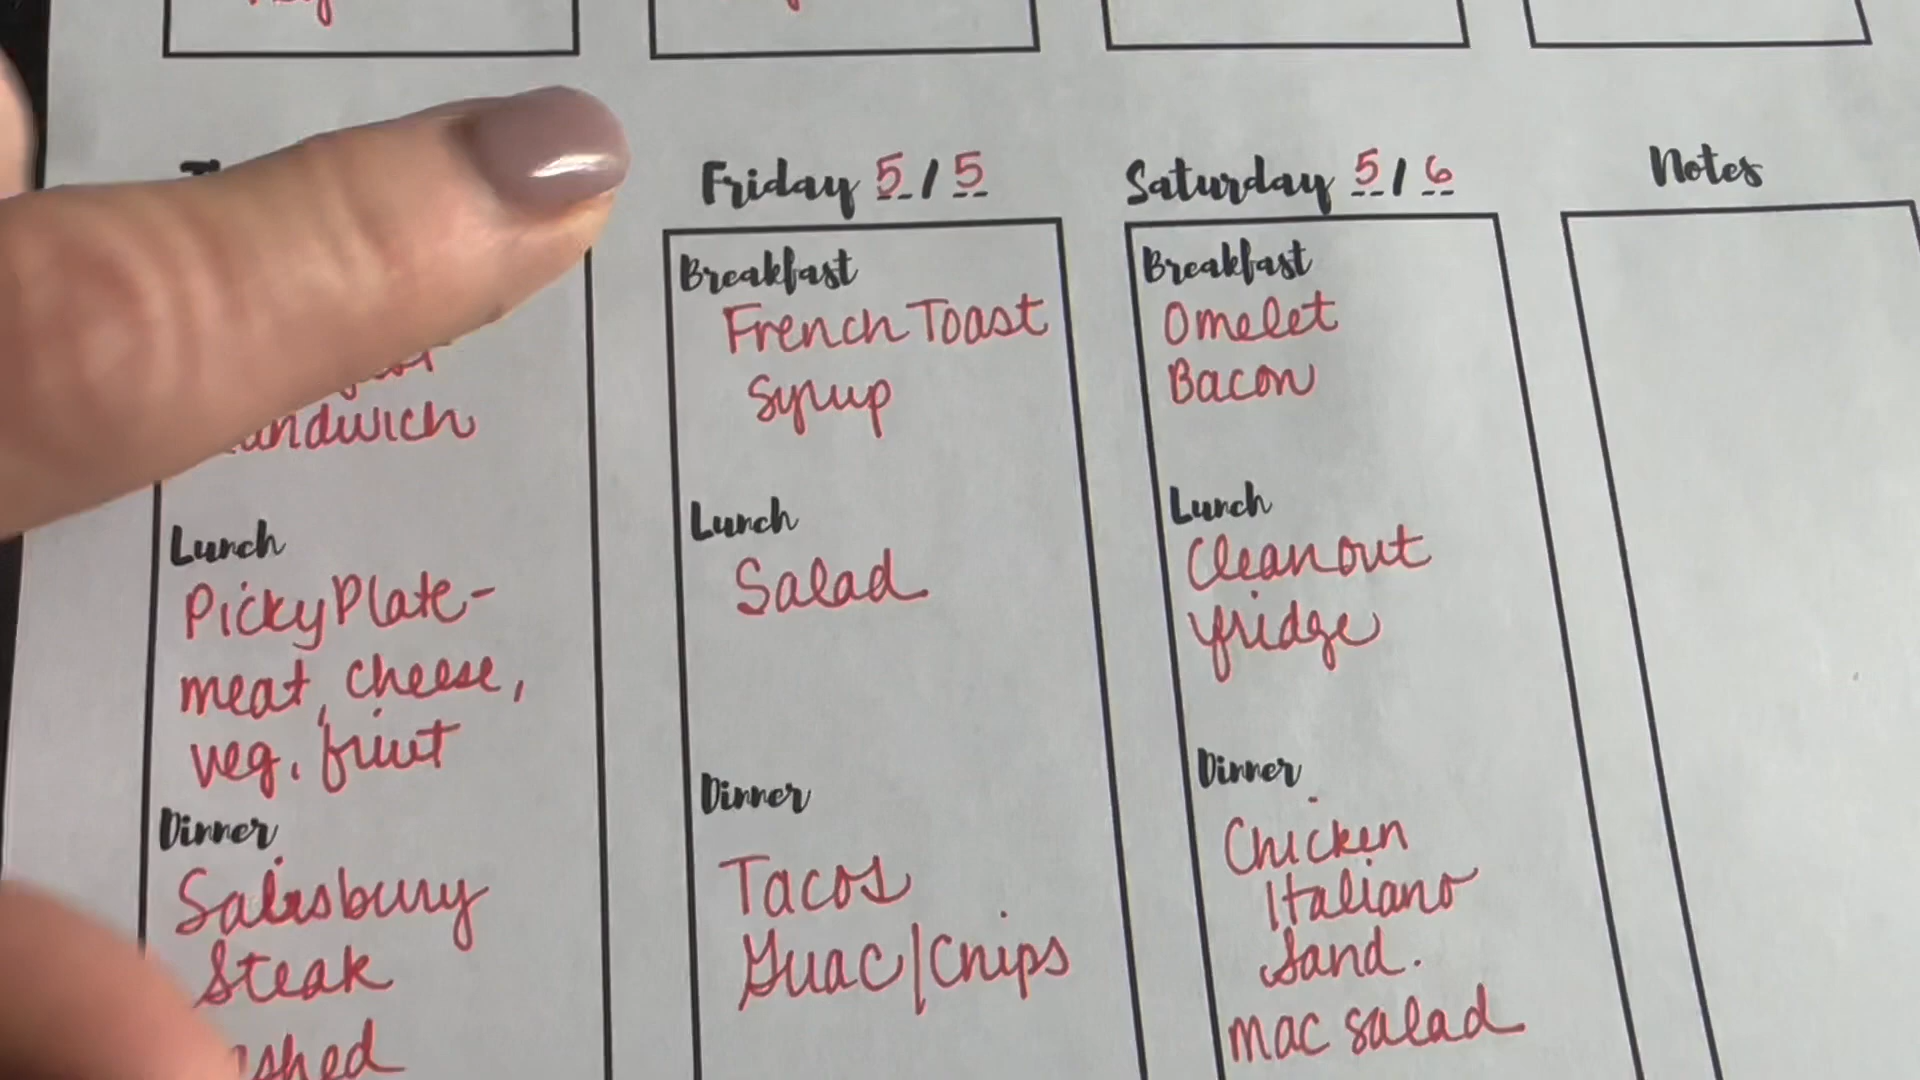 Friday 5/5
Breakfast
French Toast
Syrup
Lunch
Salad
Dinner
Tacos
Guac/Chips
Saturday 5/6
Breakfast
Omelet
Bacon
Lunch
Clean out
fridge
Dinner
Chicken
Italiano
Sand.
mac salad
Notes
Lunch
Picky Plate-
meat, cheese,
veg. fruit
Dinner
Salisbury
Steak